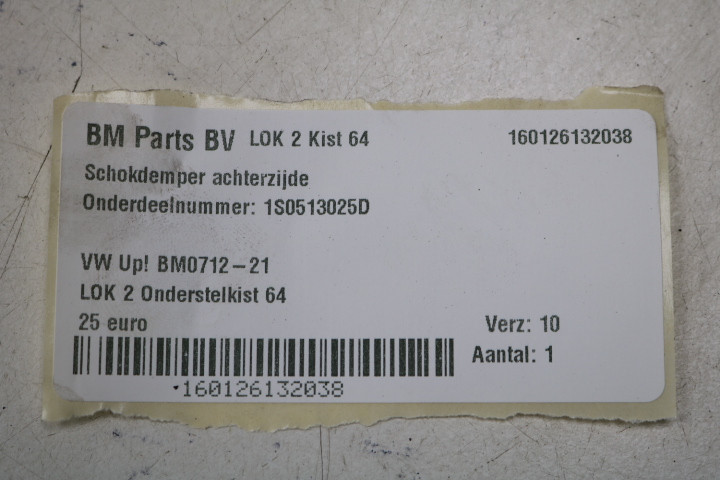 BM Parts BV LOK 2 Kist 64 160126132038
Schokdemper achterzijde
Onderdeelnummer: 1S0513025D
VW Up! BM0712-21
LOK 2 Onderstelkist 64
25 euro Verz: 10
Aantal: 1
*160126132038